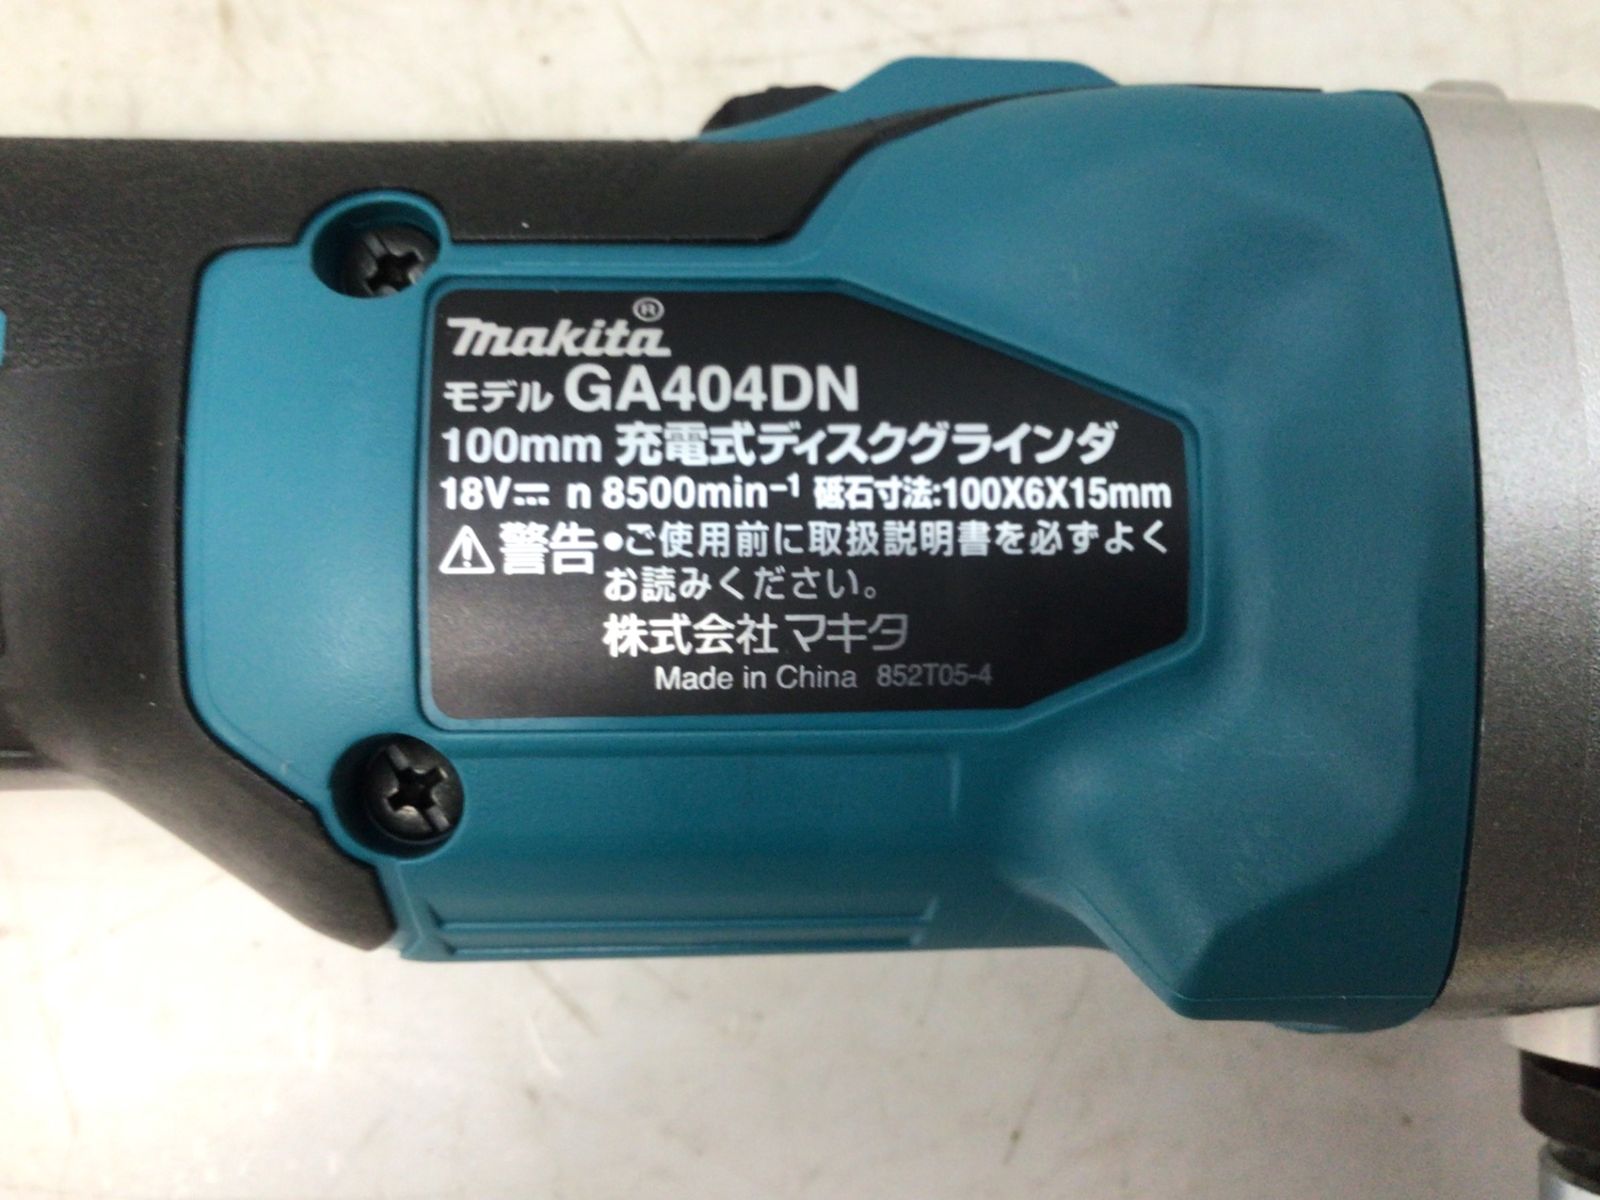 makita®
モデル GA404DN
100mm 充電式ディスクグラインダ
18V⎓ n 8500min⁻¹ 砥石寸法:100X6X15mm
⚠警告 ●ご使用前に取扱説明書を必ずよく
お読みください。
株式会社マキタ
Made in China 852T05-4